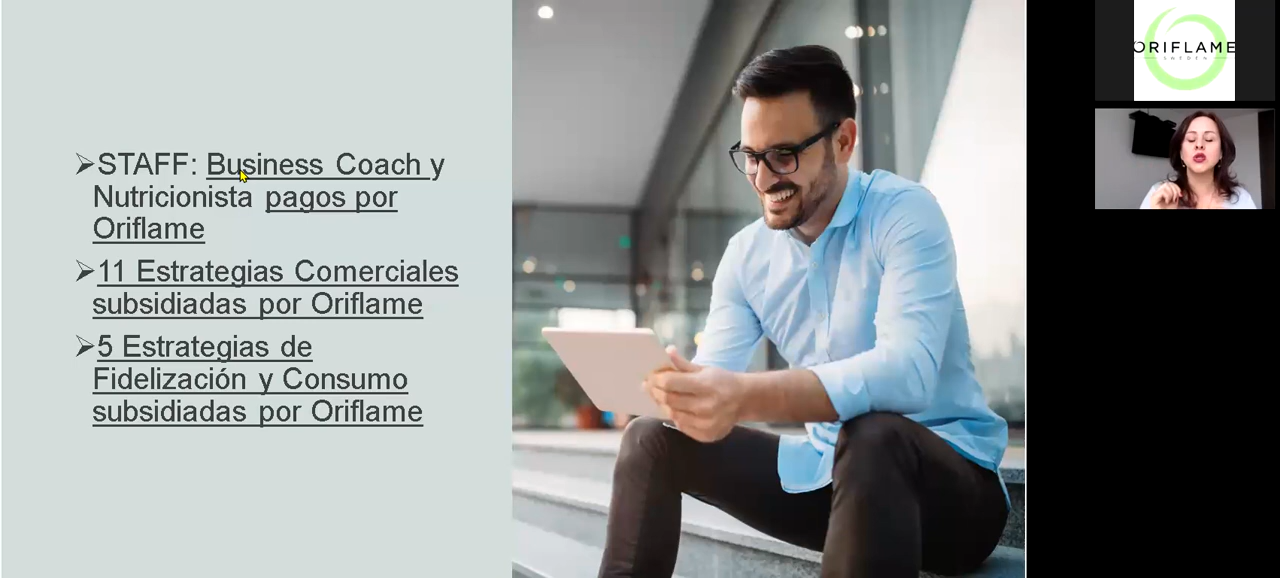 ➢STAFF: Business Coach y
Nutricionista pagos por
Oriflame
➢11 Estrategias Comerciales
subsidiadas por Oriflame
➢5 Estrategias de
Fidelización y Consumo
subsidiadas por Oriflame
ORIFLAME
SWEDEN